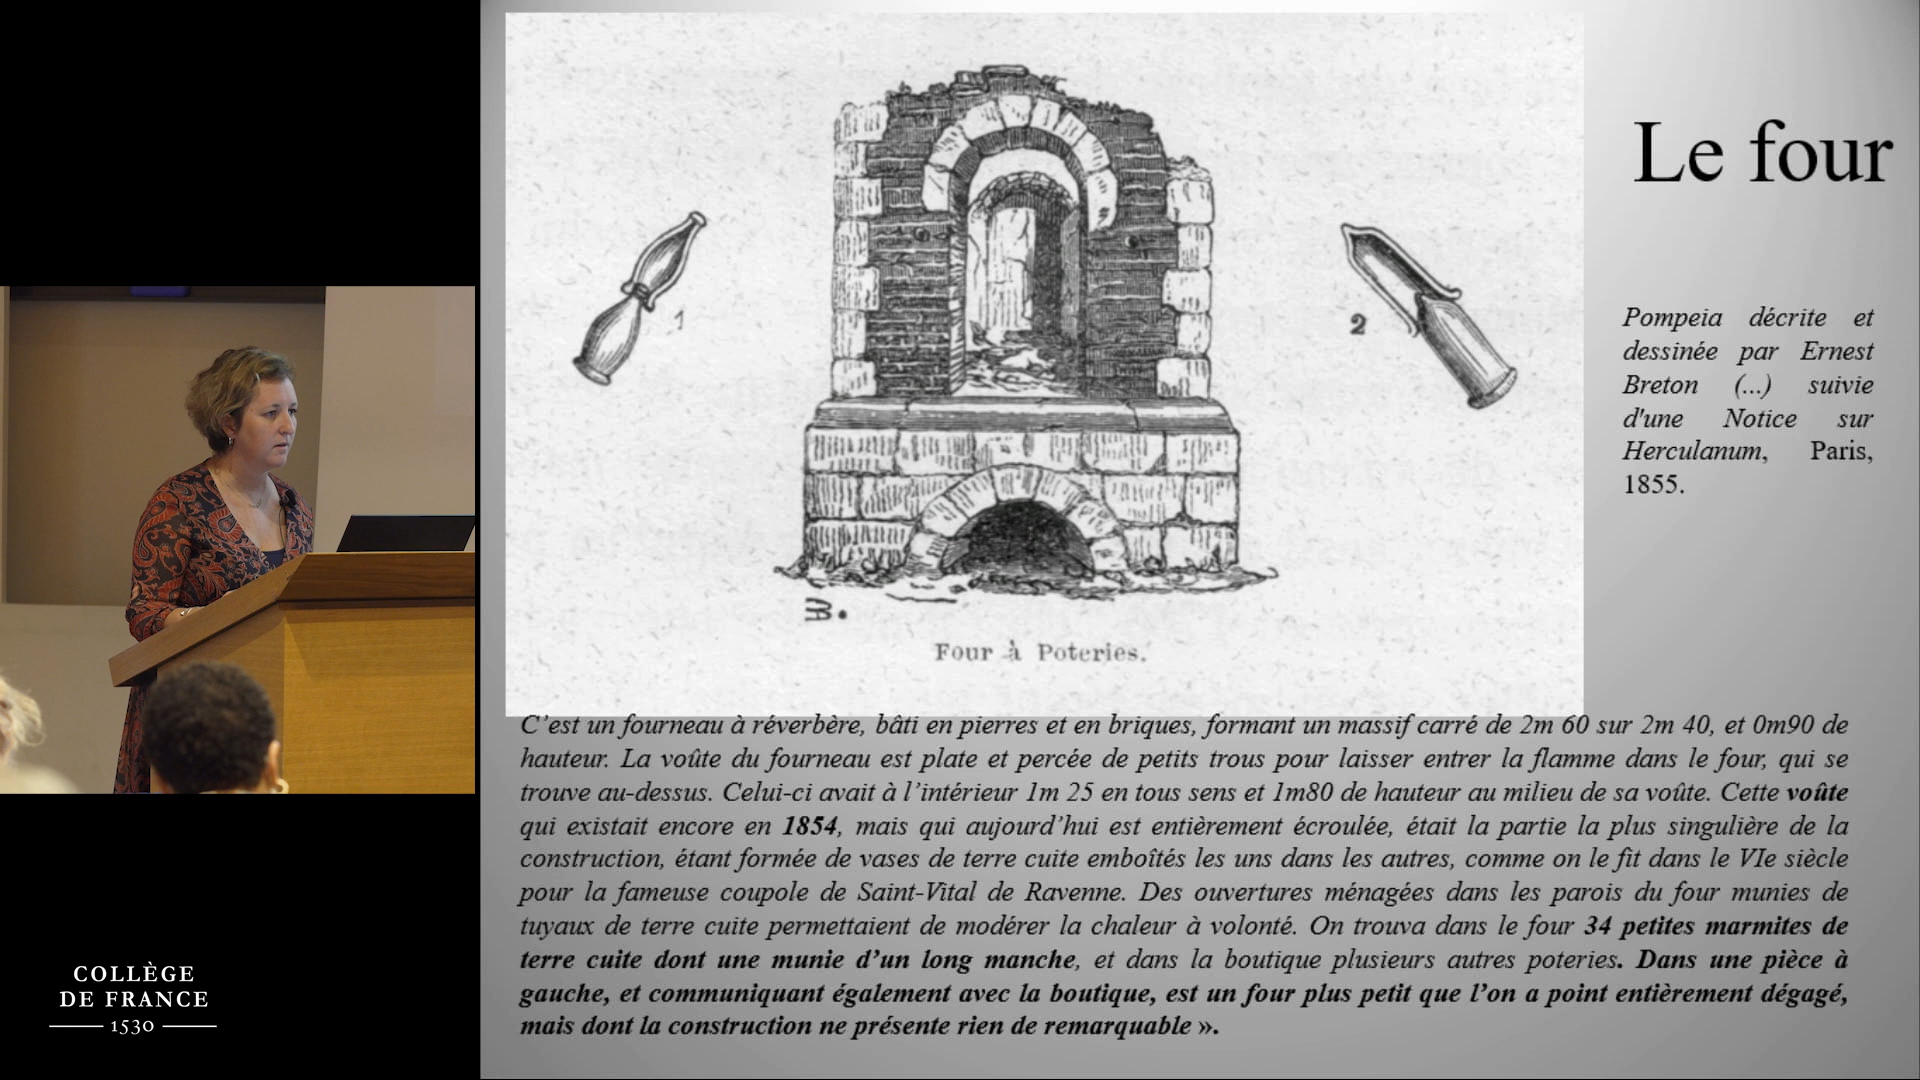 Le four
1
2
B.
Four à Poteries.
Pompeia décrite et
dessinée par Ernest
Breton (...) suivie
d'une Notice sur
Herculanum, Paris,
1855.
C’est un fourneau à réverbère, bâti en pierres et en briques, formant un massif carré de 2m 60 sur 2m 40, et 0m90 de
hauteur. La voûte du fourneau est plate et percée de petits trous pour laisser entrer la flamme dans le four, qui se
trouve au-dessus. Celui-ci avait à l’intérieur 1m 25 en tous sens et 1m80 de hauteur au milieu de sa voûte. Cette voûte
qui existait encore en 1854, mais qui aujourd’hui est entièrement écroulée, était la partie la plus singulière de la
construction, étant formée de vases de terre cuite emboîtés les uns dans les autres, comme on le fit dans le VIe siècle
pour la fameuse coupole de Saint-Vital de Ravenne. Des ouvertures ménagées dans les parois du four munies de
tuyaux de terre cuite permettaient de modérer la chaleur à volonté. On trouva dans le four 34 petites marmites de
terre cuite dont une munie d’un long manche, et dans la boutique plusieurs autres poteries. Dans une pièce à
gauche, et communiquant également avec la boutique, est un four plus petit que l’on a point entièrement dégagé,
mais dont la construction ne présente rien de remarquable ».
COLLÈGE
DE FRANCE
1530